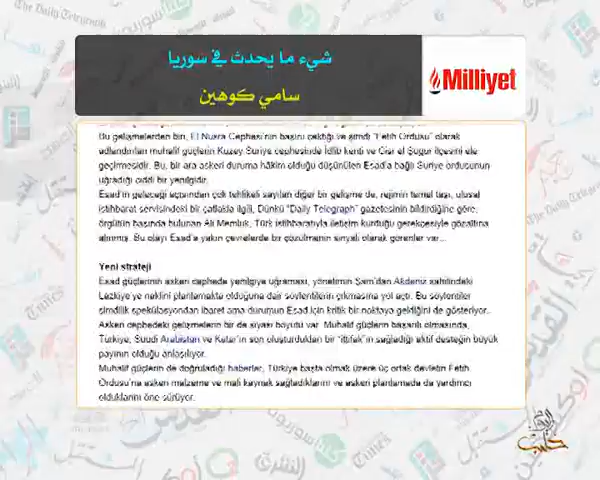 شيء ما يحدث في سوريا
سامي كوهين
Milliyet
Bu gelişmelerden biri, El Nusra Cephesi'nin başını çektiği ve şimdi "Fetih Ordusu" olarak
adlandırılan muhalif güçlerin Kuzey Suriye cephesinde İdlib kenti ve Cisr el Şugur ilçesini ele
geçirmesidir. Bu, bir ara askeri duruma hâkim olduğu düşünülen Esad'a bağlı Suriye ordusunun
uğradığı ciddi bir yenilgidir.
Esad'ın geleceği açısından çok tehlikeli sayılan diğer bir gelişme de, rejimin temel taşı, ulusal
istihbarat servisindeki bir çatlakla ilgili, Dünkü "Daily Telegraph" gazetesinin bildirdiğine göre,
örgütün başında bulunan Ali Memluk, Türk istihbaratıyla iletişim kurduğu gerekçesiyle gözaltına
alınmış. Bu olayı Esad'a yakın çevrelerde bir çözülmenin sinyali olarak görenler var...
Yeni strateji
Esad güçlerinin askeri cephede yenilgiye uğraması, yönetimin Şam'dan Akdeniz sahilindeki
Lazkiye'ye naklini planlamakta olduğuna dair söylentilerin çıkmasına yol açtı. Bu söylentiler
şimdilik spekülasyondan ibaret ama durumun Esad için kritik bir noktaya geldiğini de gösteriyor...
Askeri cephedeki gelişmelerin bir de siyasi boyutu var. Muhalif güçlerin başarılı olmasında,
Türkiye, Suudi Arabistan ve Katar'ın son oluşturdukları bir "ittifak"ın sağladığı aktif desteğin büyük
payının olduğu anlaşılıyor.
Muhalif güçlerin de doğruladığı haberler, Türkiye başta olmak üzere üç ortak devletin Fetih
Ordusu'na askeri malzeme ve mali kaynak sağladıklarını ve askeri planlamada da yardımcı
olduklarını öne sürüyor.